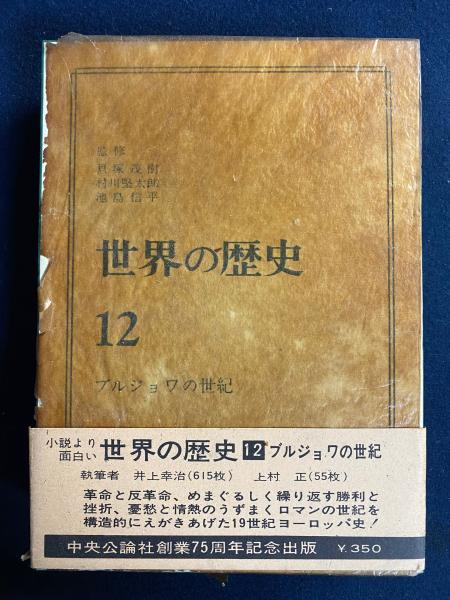 監修
貝塚茂樹
村川堅太郎
池島信平
世界の歴史
12
ブルジョワの世紀
小説より
面白い
世界の歴史 12 ブルジョワの世紀
執筆者 井上幸治(615枚) 上村 正(55枚)
革命と反革命、めまぐるしく繰り返す勝利と
挫折、憂愁と情熱のうずまくロマンの世紀を
構造的にえがきあげた19世紀ヨーロッパ史!
中央公論社創業75周年記念出版 ¥.350